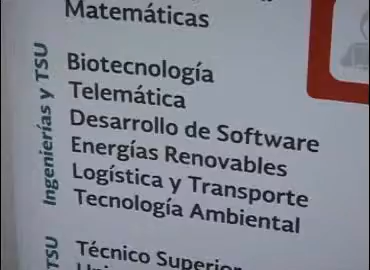 Matemáticas
Ingenierías y TSU
Biotecnología
Telemática
Desarrollo de Software
Energías Renovables
Logística y Transporte
Tecnología Ambiental
TSU
Técnico Superior